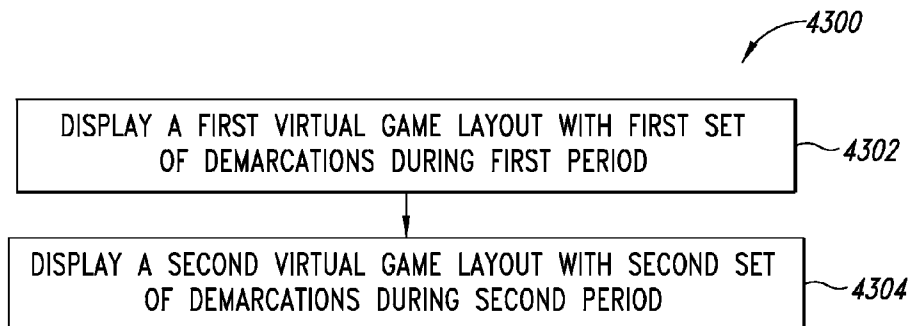 4300
DISPLAY A FIRST VIRTUAL GAME LAYOUT WITH FIRST SET
OF DEMARCATIONS DURING FIRST PERIOD
4302
DISPLAY A SECOND VIRTUAL GAME LAYOUT WITH SECOND SET
OF DEMARCATIONS DURING SECOND PERIOD
4304